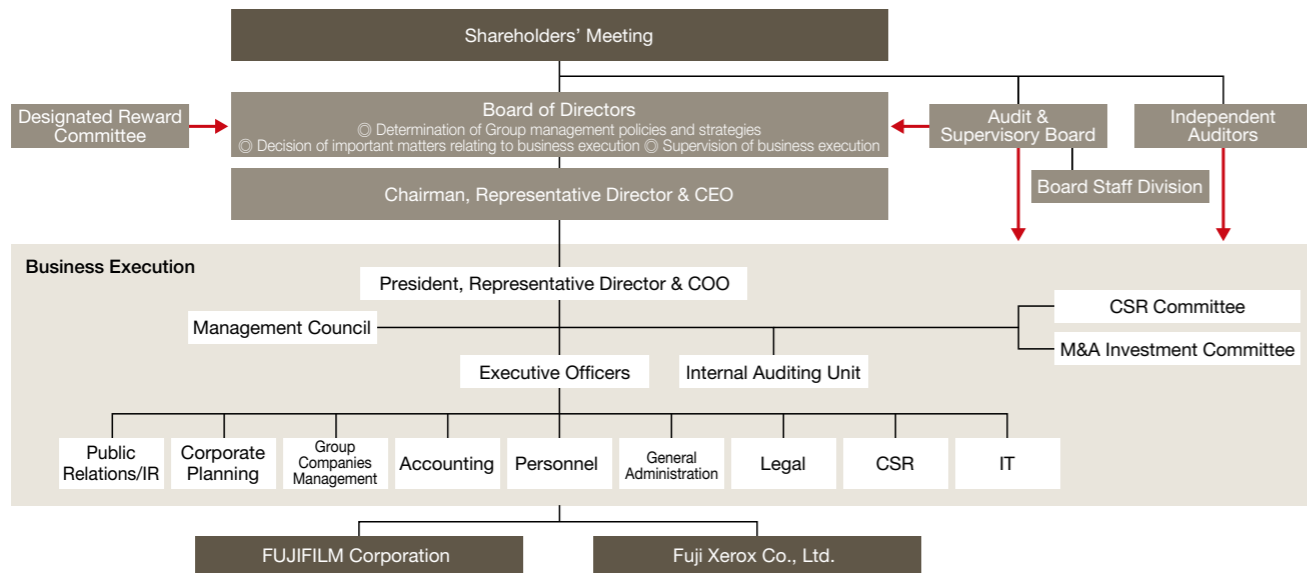 Shareholders' Meeting
Designated Reward
Committee
Board of Directors
◎ Determination of Group management policies and strategies
◎ Decision of important matters relating to business execution ◎ Supervision of business execution
Audit &
Supervisory Board
Independent
Auditors
Board Staff Division
Chairman, Representative Director & CEO
Business Execution
President, Representative Director & COO
Management Council
CSR Committee
M&A Investment Committee
Executive Officers
Internal Auditing Unit
Public
Relations/IR
Corporate
Planning
Group
Companies
Management
Accounting
Personnel
General
Administration
Legal
CSR
IT
FUJIFILM Corporation
Fuji Xerox Co., Ltd.